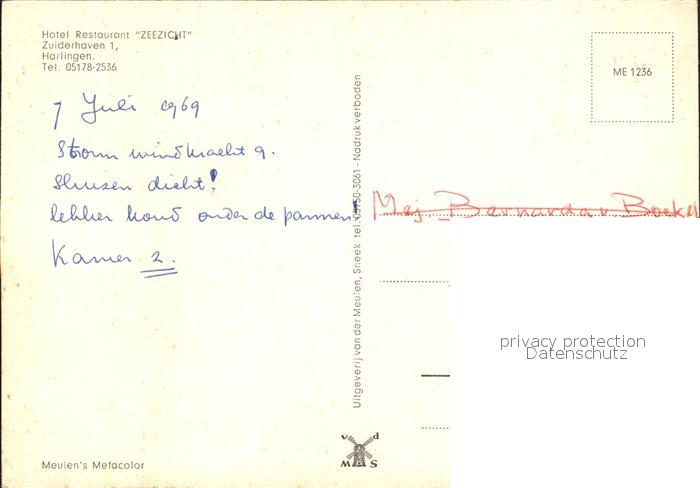 Hotel Restaurant "ZEEZICHT"
Zuiderhaven 1,
Harlingen.
Tel. 05178-2536
7 Juli 1969
Storm windkracht 9.
Sluizen dicht!
lekker koud onder de pannen!
Kamer 2.
Meulen's Metacolor
Uitgeverij van der Meulen, Sneek tel. 05150-3061 - Nadruk verboden
ME 1236
Mej. Bernarda v Boekel
privacy protection
Datenschutz
v d
M S